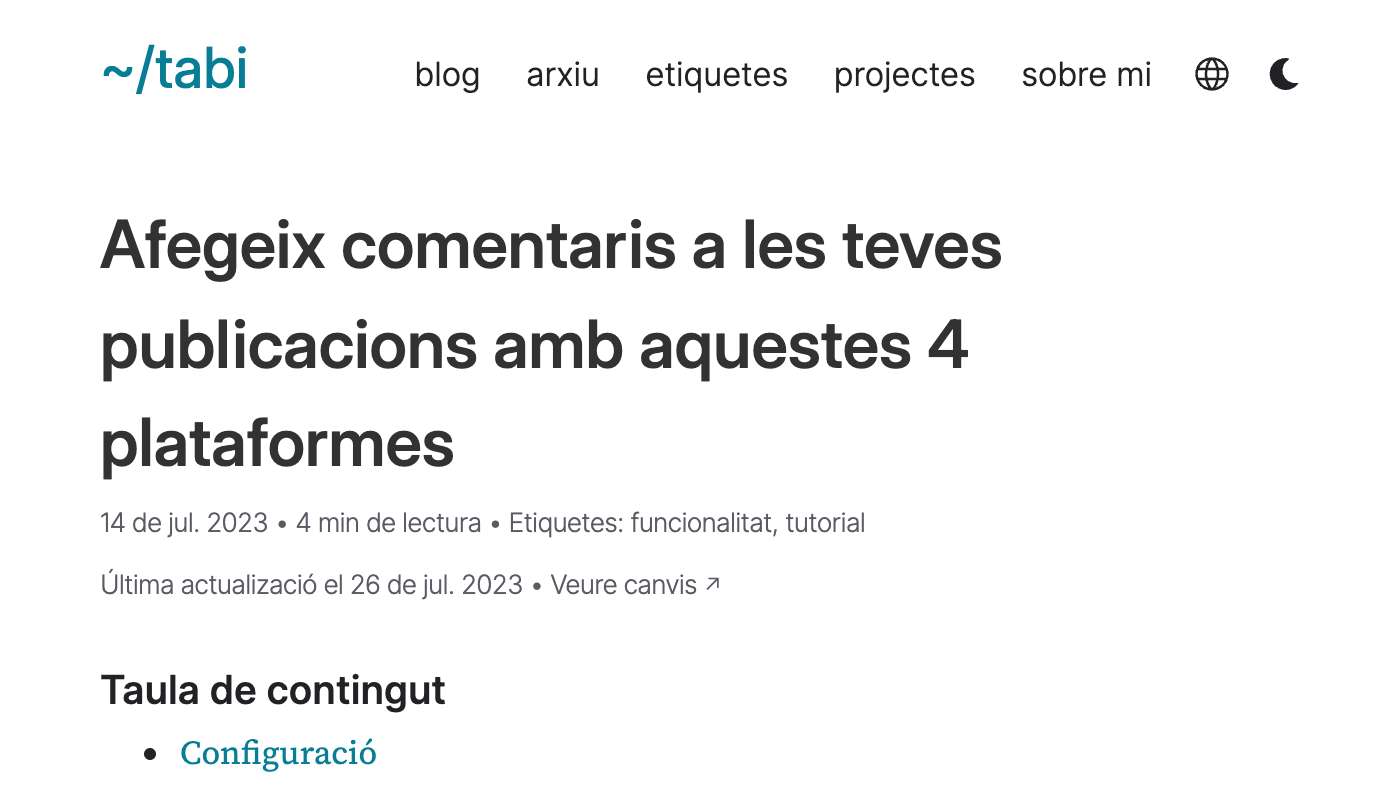 ~/tabi
blog arxiu etiquetes projectes sobre mi
Afegeix comentaris a les teves
publicacions amb aquestes 4
plataformes
14 de jul. 2023 • 4 min de lectura • Etiquetes: funcionalitat, tutorial
Última actualizació el 26 de jul. 2023 • Veure canvis ↗
Taula de contingut
• Configuració